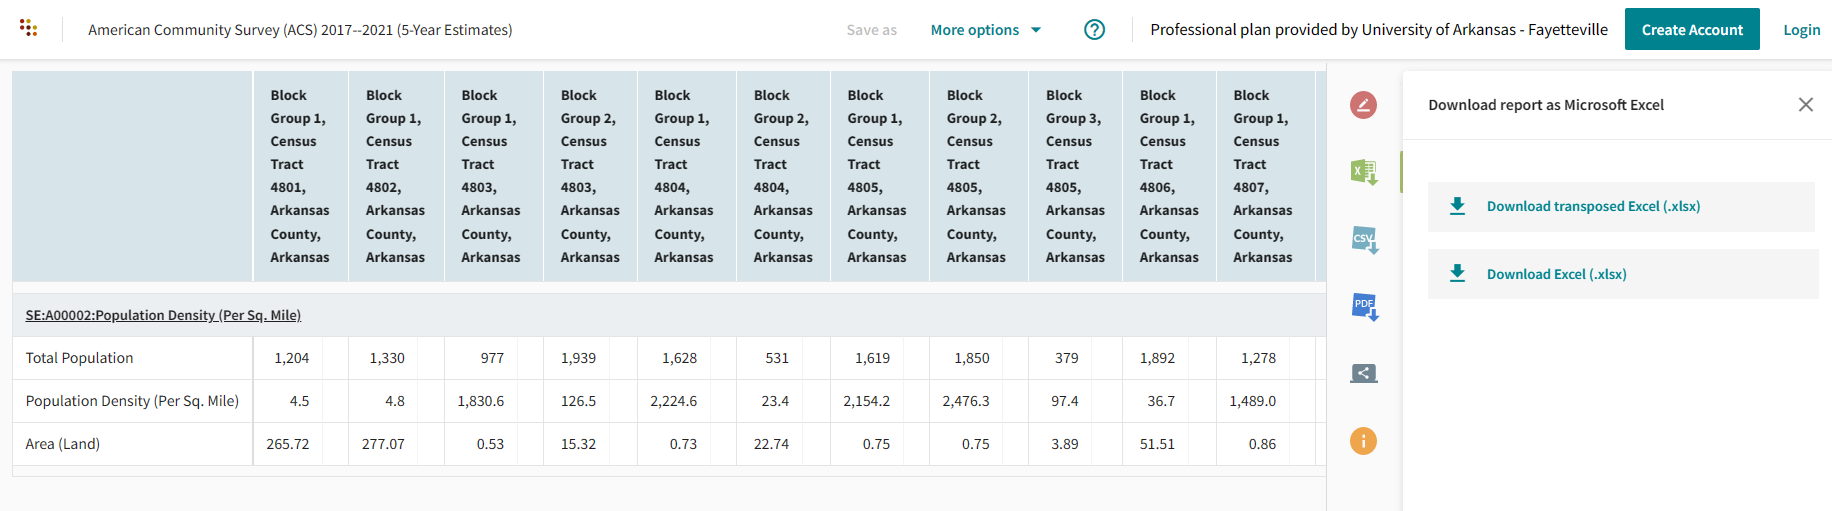 American Community Survey (ACS) 2017--2021 (5-Year Estimates)
Save as
More options
?
Professional plan provided by University of Arkansas - Fayetteville
Create Account
Login
Block Group 1, Census Tract 4801, Arkansas County, Arkansas
Block Group 1, Census Tract 4802, Arkansas County, Arkansas
Block Group 1, Census Tract 4803, Arkansas County, Arkansas
Block Group 2, Census Tract 4803, Arkansas County, Arkansas
Block Group 1, Census Tract 4804, Arkansas County, Arkansas
Block Group 2, Census Tract 4804, Arkansas County, Arkansas
Block Group 1, Census Tract 4805, Arkansas County, Arkansas
Block Group 2, Census Tract 4805, Arkansas County, Arkansas
Block Group 3, Census Tract 4805, Arkansas County, Arkansas
Block Group 1, Census Tract 4806, Arkansas County, Arkansas
Block Group 1, Census Tract 4807, Arkansas County, Arkansas
SE:A00002:Population Density (Per Sq. Mile)
Total Population 1,204 1,330 977 1,939 1,628 531 1,619 1,850 379 1,892 1,278
Population Density (Per Sq. Mile) 4.5 4.8 1,830.6 126.5 2,224.6 23.4 2,154.2 2,476.3 97.4 36.7 1,489.0
Area (Land) 265.72 277.07 0.53 15.32 0.73 22.74 0.75 0.75 3.89 51.51 0.86
X
CSV
PDF
i
Download report as Microsoft Excel
Download transposed Excel (.xlsx)
Download Excel (.xlsx)